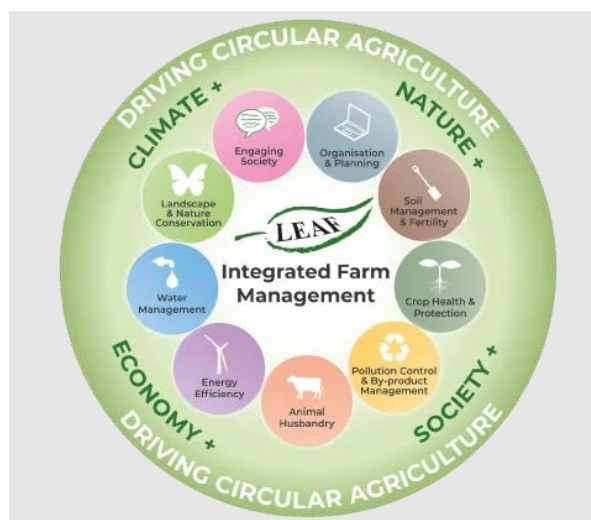 DRIVING CIRCULAR AGRICULTURE
CLIMATE +
NATURE +
Engaging
Society
Organisation
& Planning
Landscape
& Nature
Conservation
Soil
Management
& Fertility
LEAF
Integrated Farm
Management
Water
Management
Crop Health &
Protection
Energy
Efficiency
Pollution Control
& By-product
Management
Animal
Husbandry
ECONOMY +
SOCIETY +
DRIVING CIRCULAR AGRICULTURE